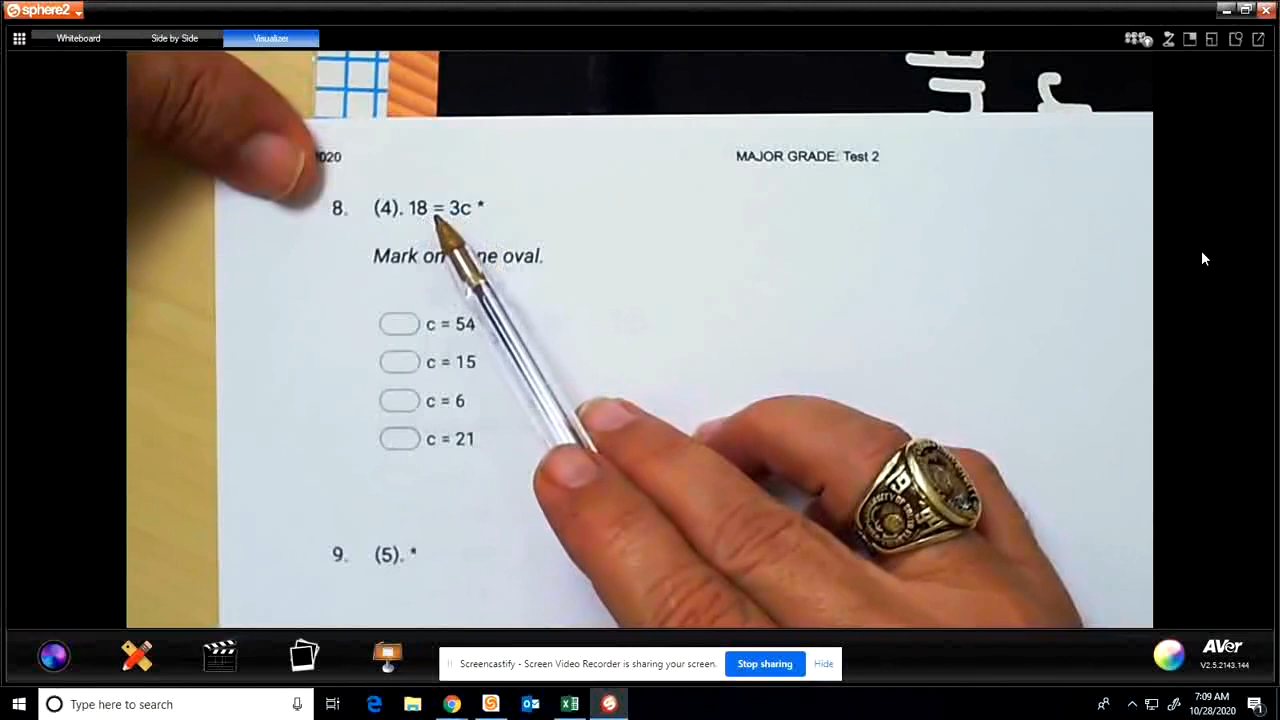 sphere2
Whiteboard
Side by Side
Visualizer
2020
MAJOR GRADE: Test 2
8. (4). 18 = 3c *
Mark on ne oval.
c = 54
c = 15
c = 6
c = 21
9. (5). *
AVer
V2.5.2143.144
Screencastify - Screen Video Recorder is sharing your screen.
Stop sharing
Hide
Type here to search
1:09 AM
10/28/2020